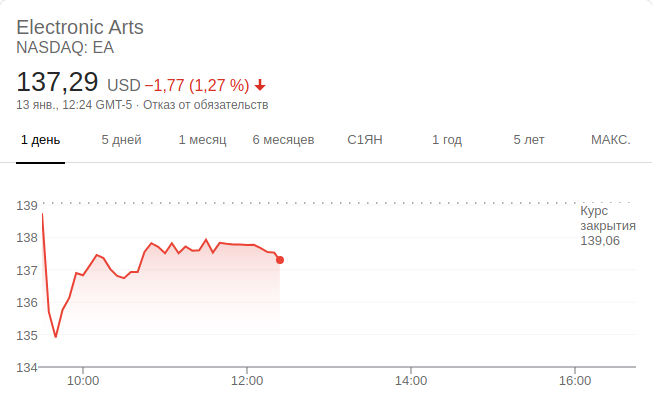 Electronic Arts
NASDAQ: EA
137,29 USD −1,77 (1,27 %)
13 янв., 12:24 GMT-5 · Отказ от обязательств
1 день 5 дней 1 месяц 6 месяцев С1ЯН 1 год 5 лет МАКС.
139
Курс
закрытия
139,06
138
137
136
135
134
10:00 12:00 14:00 16:00